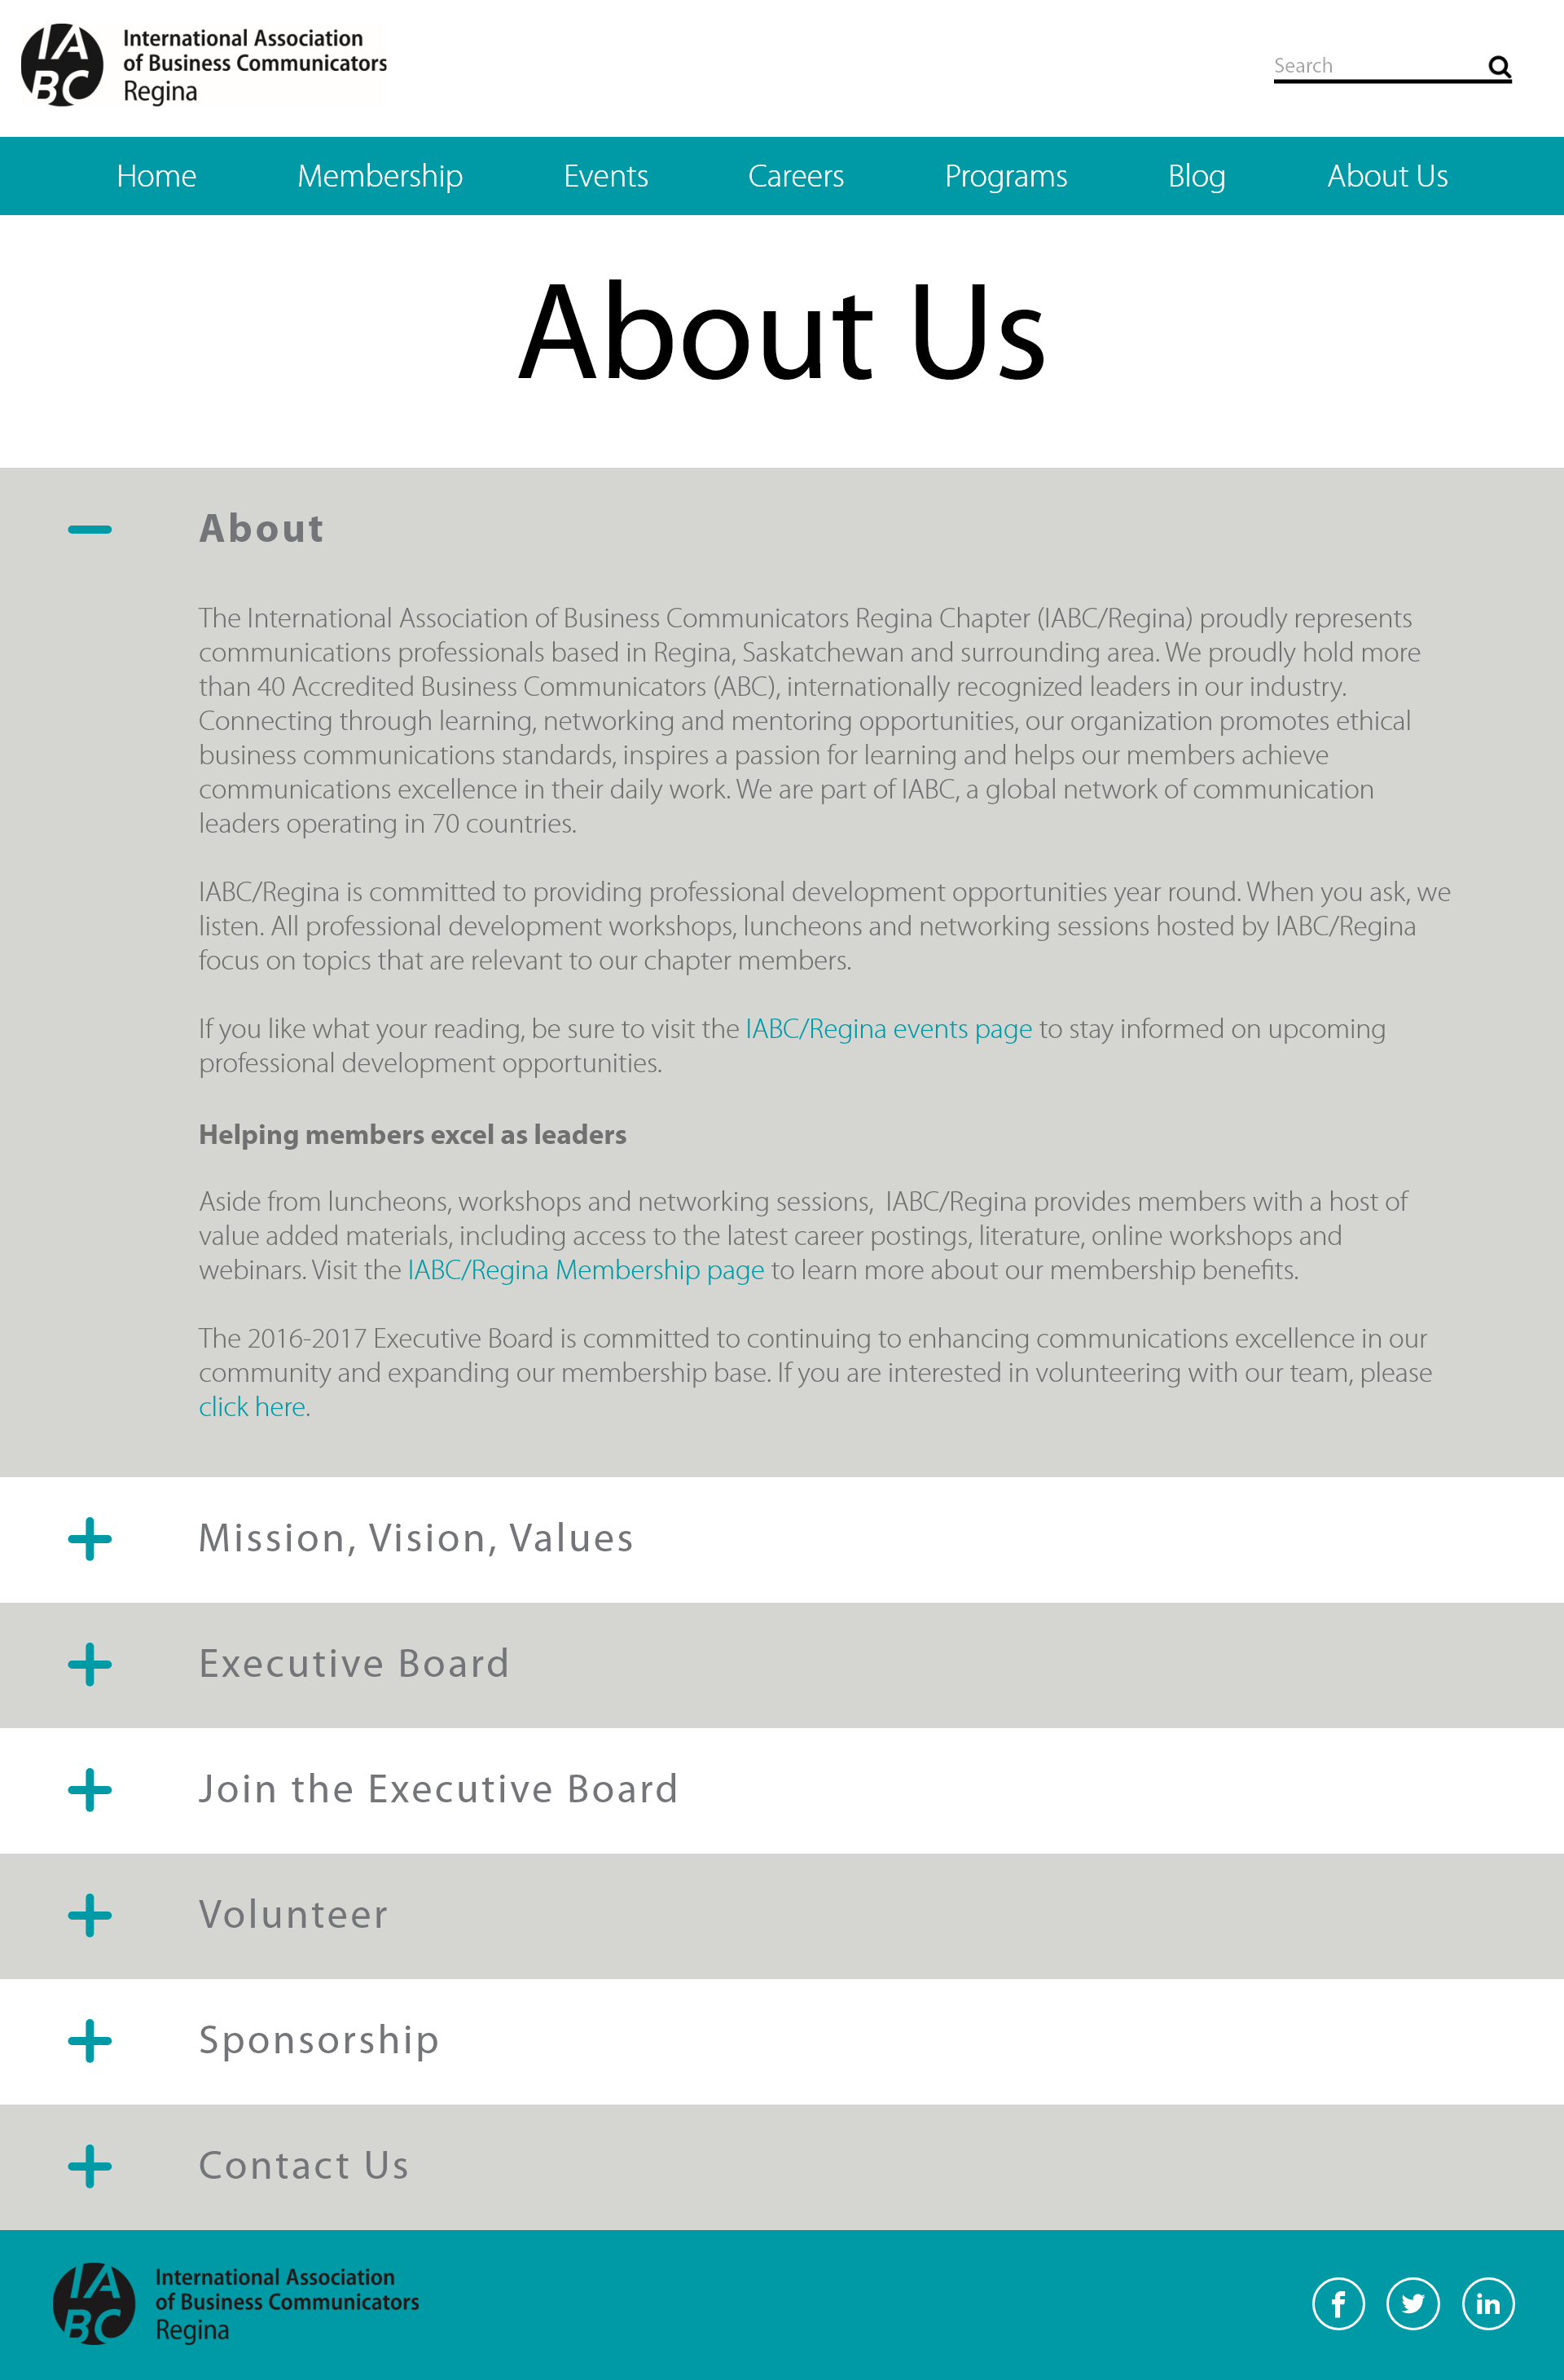 IABC
International Association
of Business Communicators
Regina
Search
Home Membership Events Careers Programs Blog About Us
About Us
About
The International Association of Business Communicators Regina Chapter (IABC/Regina) proudly represents
communications professionals based in Regina, Saskatchewan and surrounding area. We proudly hold more
than 40 Accredited Business Communicators (ABC), internationally recognized leaders in our industry.
Connecting through learning, networking and mentoring opportunities, our organization promotes ethical
business communications standards, inspires a passion for learning and helps our members achieve
communications excellence in their daily work. We are part of IABC, a global network of communication
leaders operating in 70 countries.
IABC/Regina is committed to providing professional development opportunities year round. When you ask, we
listen. All professional development workshops, luncheons and networking sessions hosted by IABC/Regina
focus on topics that are relevant to our chapter members.
If you like what your reading, be sure to visit the IABC/Regina events page to stay informed on upcoming
professional development opportunities.
Helping members excel as leaders
Aside from luncheons, workshops and networking sessions,  IABC/Regina provides members with a host of
value added materials, including access to the latest career postings, literature, online workshops and
webinars. Visit the IABC/Regina Membership page to learn more about our membership benefits.
The 2016-2017 Executive Board is committed to continuing to enhancing communications excellence in our
community and expanding our membership base. If you are interested in volunteering with our team, please
click here.
Mission, Vision, Values
Executive Board
Join the Executive Board
Volunteer
Sponsorship
Contact Us
IABC
International Association
of Business Communicators
Regina
f in